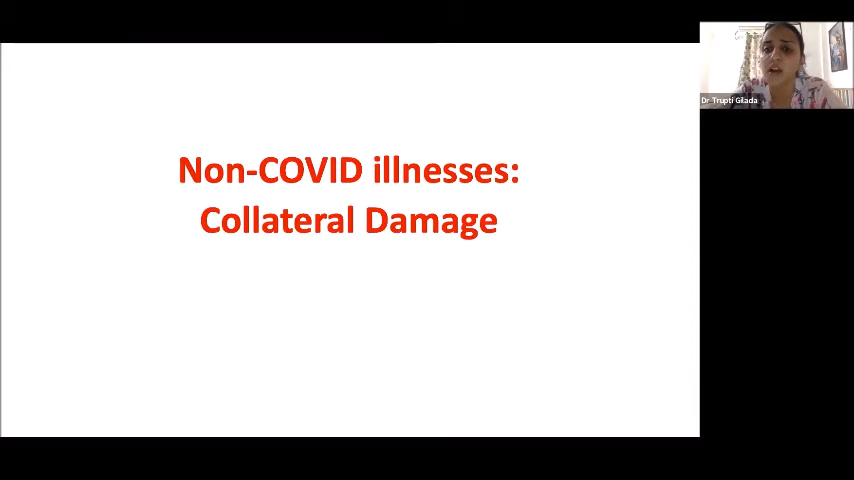 Non-COVID illnesses:
Collateral Damage
Dr Trupti Gilada